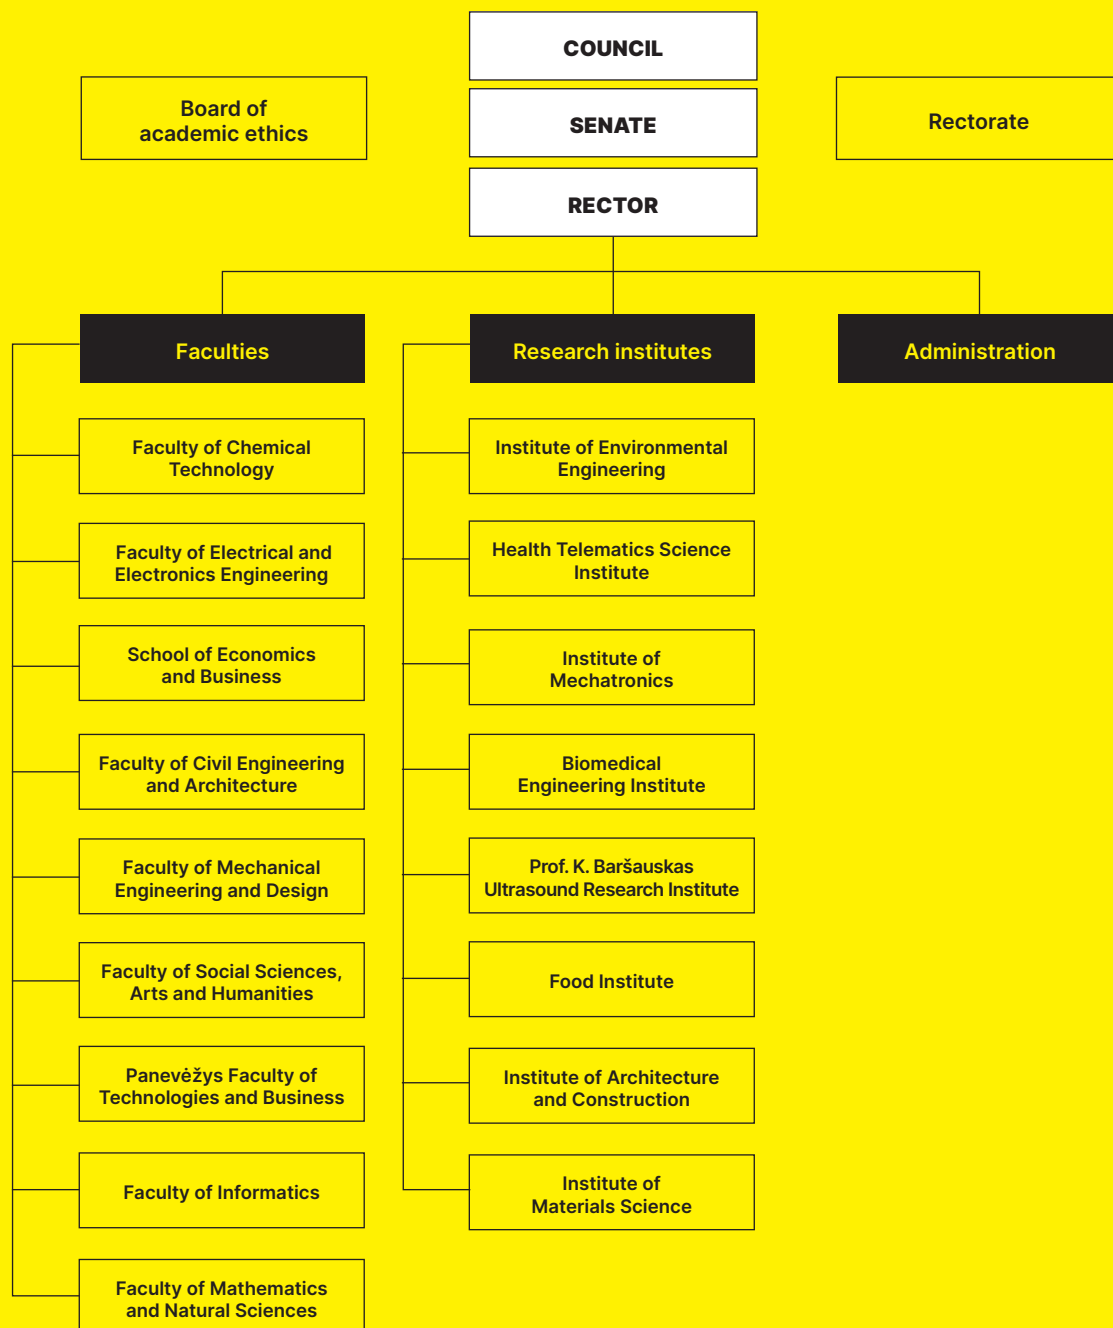 COUNCIL
Board of
academic ethics
SENATE
Rectorate
RECTOR
Faculties
Research institutes
Administration
Faculty of Chemical
Technology
Faculty of Electrical and
Electronics Engineering
School of Economics
and Business
Faculty of Civil Engineering
and Architecture
Faculty of Mechanical
Engineering and Design
Faculty of Social Sciences,
Arts and Humanities
Panevėžys Faculty of
Technologies and Business
Faculty of Informatics
Faculty of Mathematics
and Natural Sciences
Institute of Environmental
Engineering
Health Telematics Science
Institute
Institute of
Mechatronics
Biomedical
Engineering Institute
Prof. K. Baršauskas
Ultrasound Research Institute
Food Institute
Institute of Architecture
and Construction
Institute of
Materials Science